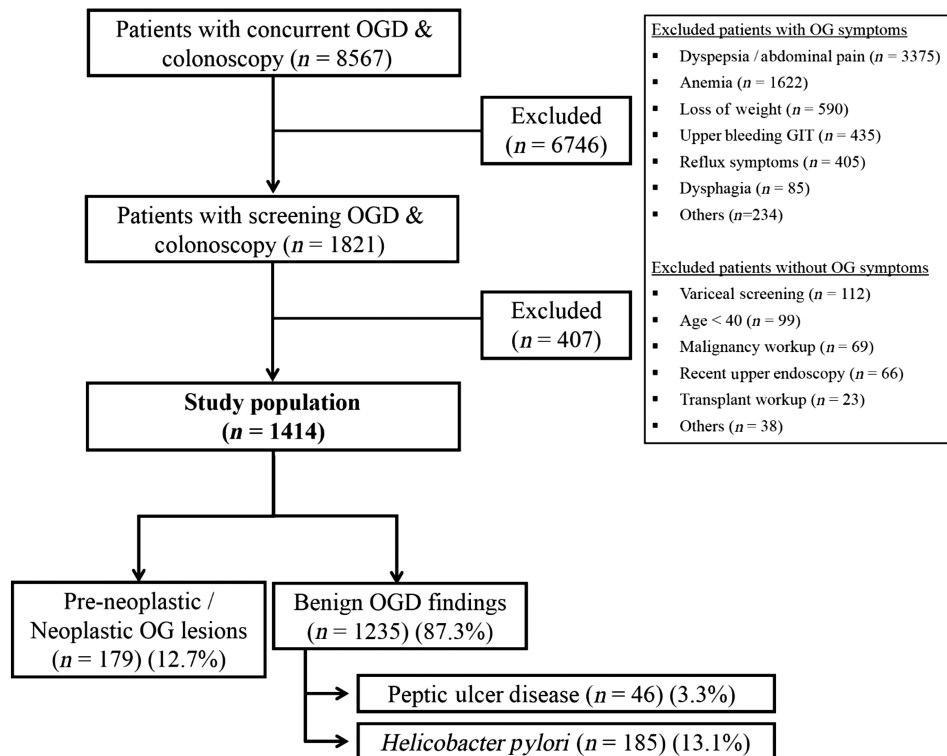 Patients with concurrent OGD &
colonoscopy (n = 8567)
Excluded
(n = 6746)
Patients with screening OGD &
colonoscopy (n = 1821)
Excluded
(n = 407)
Study population
(n = 1414)
Pre-neoplastic /
Neoplastic OG lesions
(n = 179) (12.7%)
Benign OGD findings
(n = 1235) (87.3%)
Peptic ulcer disease (n = 46) (3.3%)
Helicobacter pylori (n = 185) (13.1%)
Excluded patients with OG symptoms
▪ Dyspepsia / abdominal pain (n = 3375)
▪ Anemia (n = 1622)
▪ Loss of weight (n = 590)
▪ Upper bleeding GIT (n = 435)
▪ Reflux symptoms (n = 405)
▪ Dysphagia (n = 85)
▪ Others (n=234)
Excluded patients without OG symptoms
▪ Variceal screening (n = 112)
▪ Age < 40 (n = 99)
▪ Malignancy workup (n = 69)
▪ Recent upper endoscopy (n = 66)
▪ Transplant workup (n = 23)
▪ Others (n = 38)